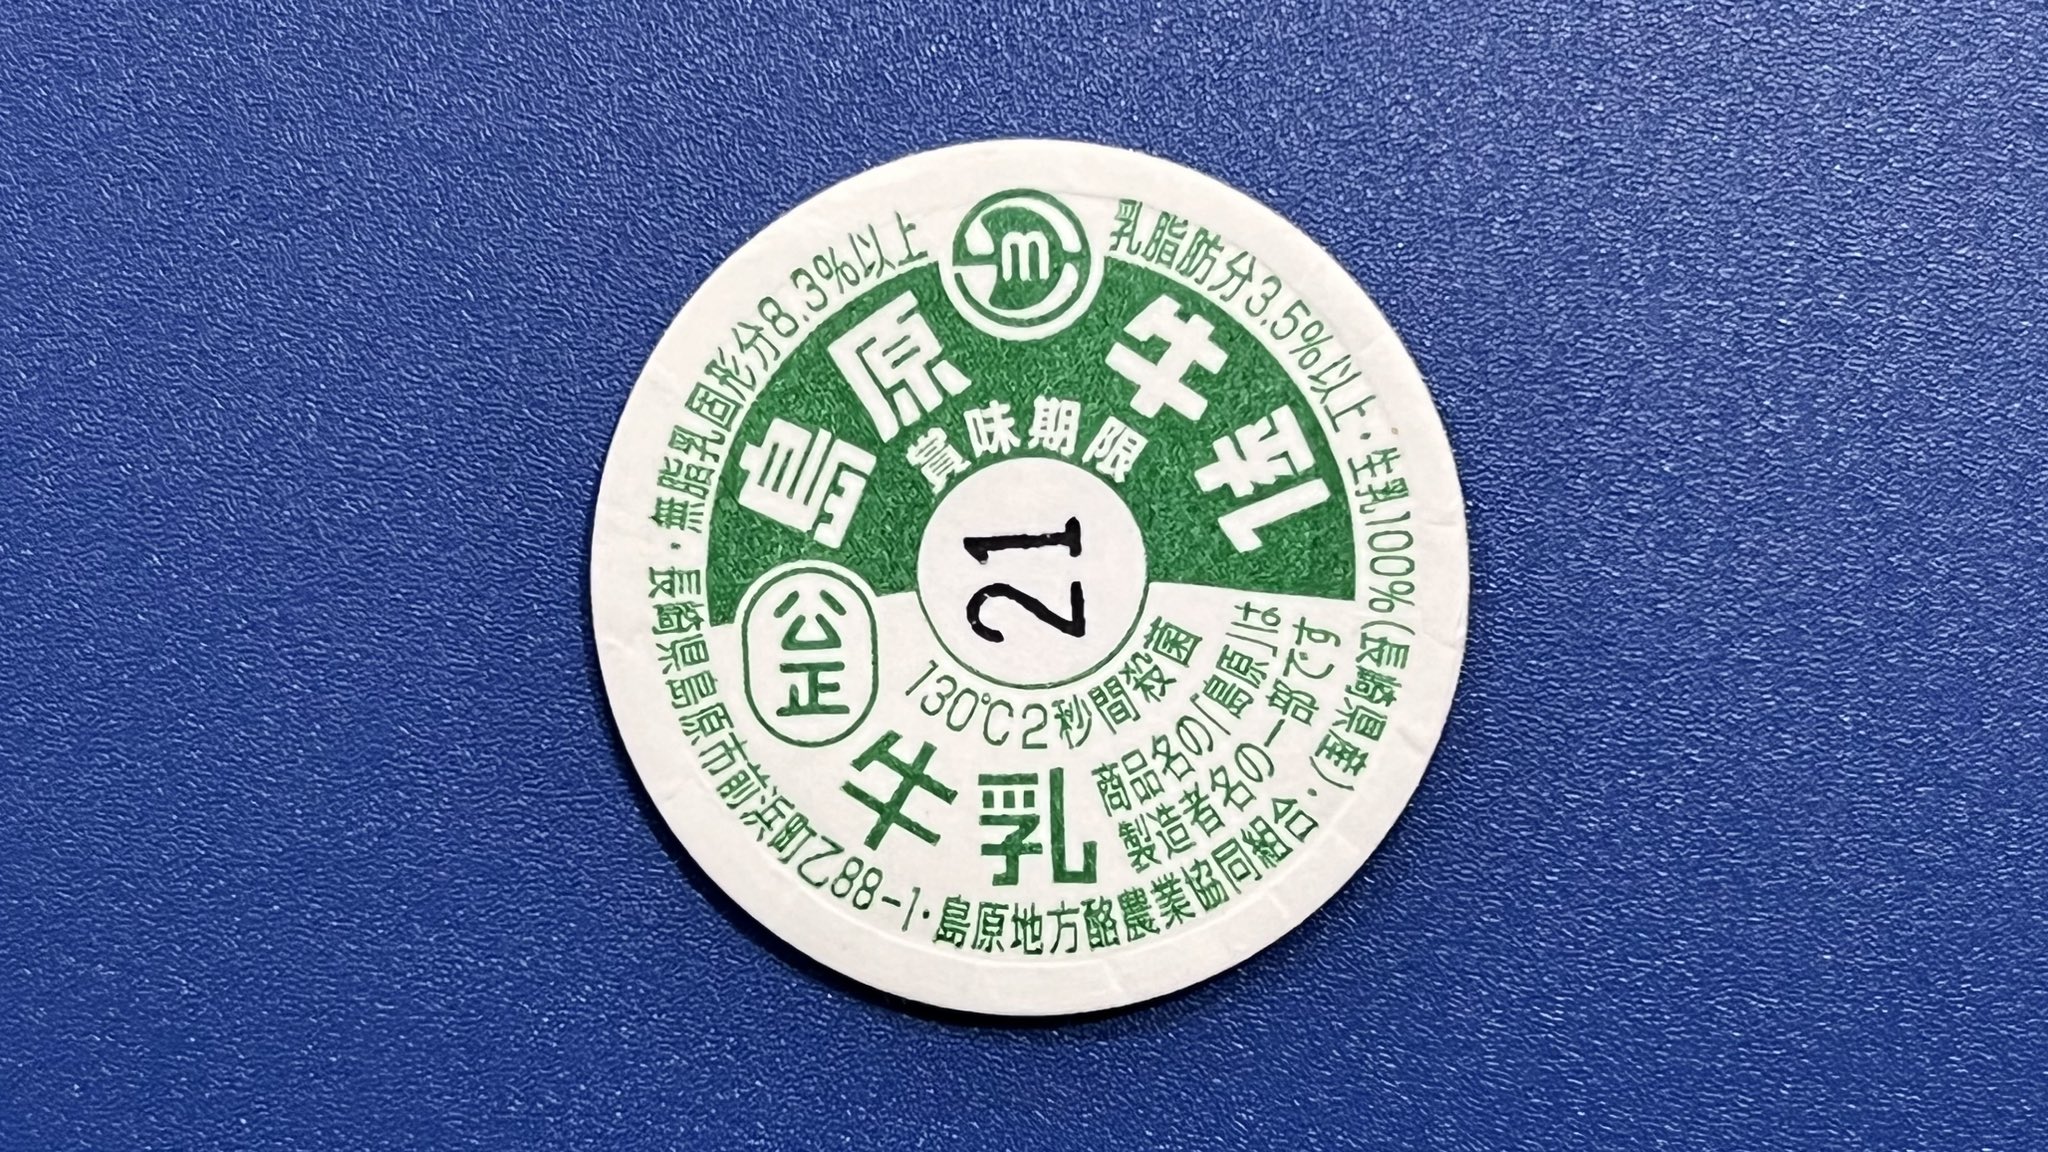 m
島原牛乳
賞味期限
21
公正
130℃2秒間殺菌
牛乳
商品名の「島原」は
製造者名の一部です
無脂乳固形分8.3%以上
乳脂肪分3.5%以上・生乳100%(長崎県産)・
島原地方酪農業協同組合・
長崎県島原市前浜町乙88-1・